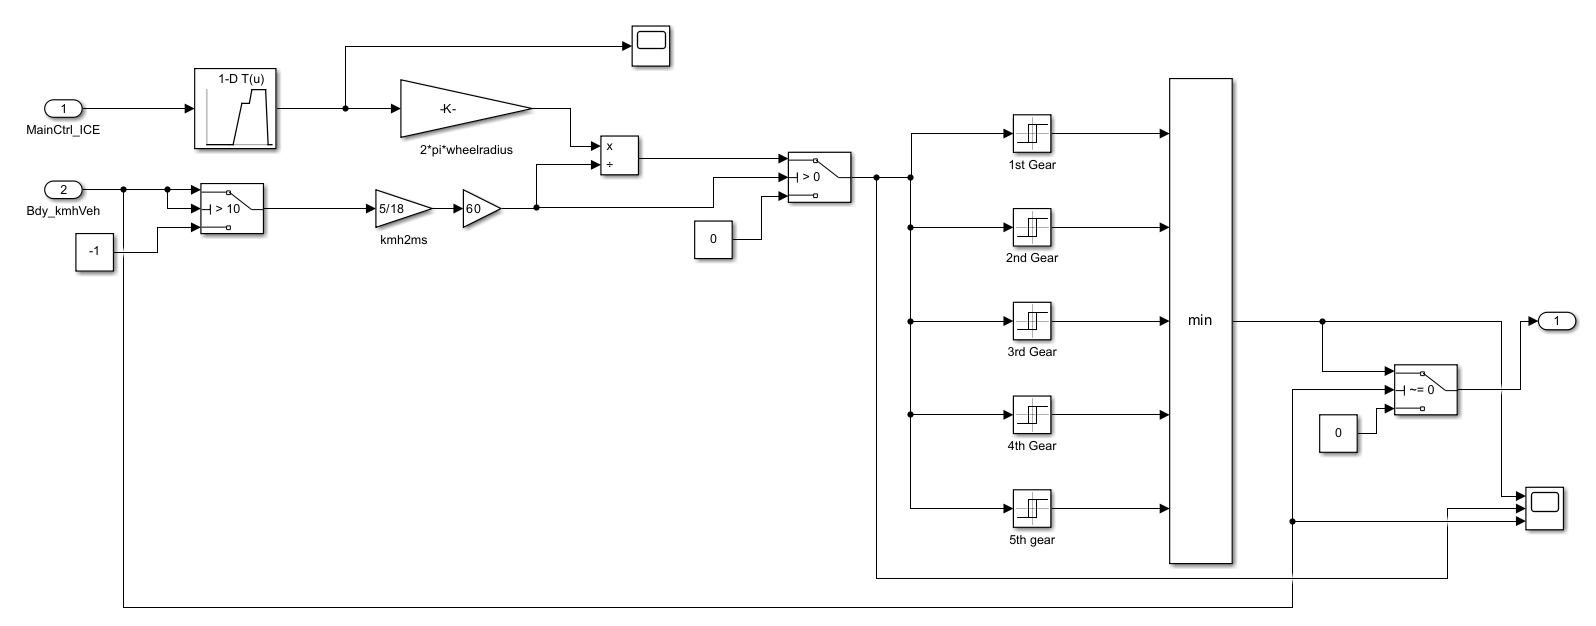 1-D T(u)
1
MainCtrl_ICE
-K-
2*pi*wheelradius
x
÷
2
Bdy_kmhVeh
> 10
-1
5/18
kmh2ms
60
> 0
0
1st Gear
2nd Gear
3rd Gear
4th Gear
5th gear
min
1
~= 0
0